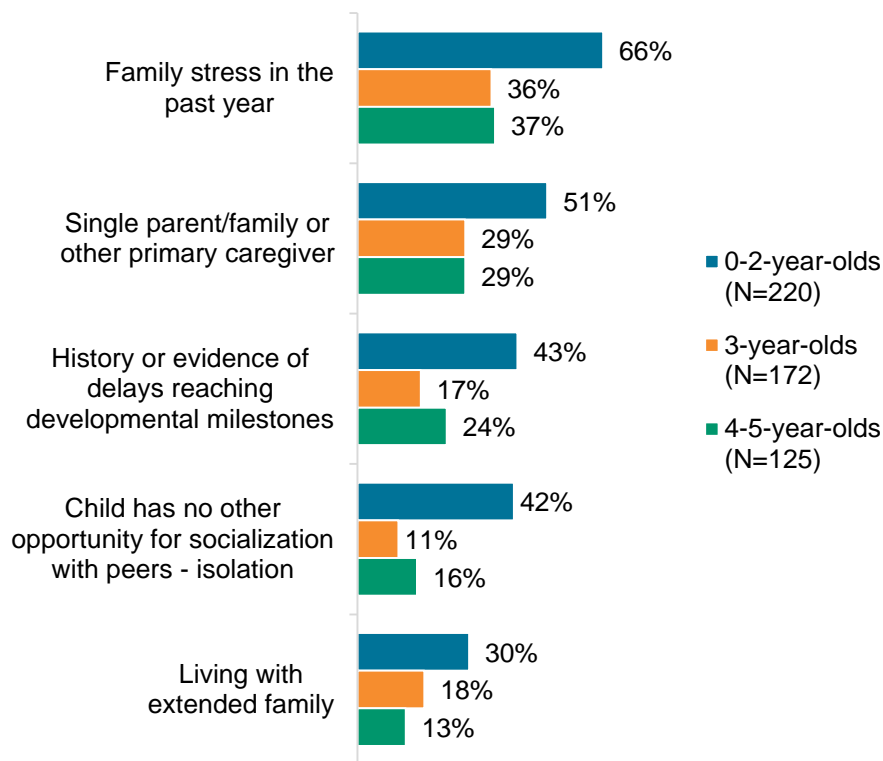 Family stress in the
past year
66%
36%
37%
Single parent/family or
other primary caregiver
51%
29%
29%
History or evidence of
delays reaching
developmental milestones
43%
17%
24%
Child has no other
opportunity for socialization
with peers - isolation
42%
11%
16%
Living with
extended family
30%
18%
13%
0-2-year-olds
(N=220)
3-year-olds
(N=172)
4-5-year-olds
(N=125)